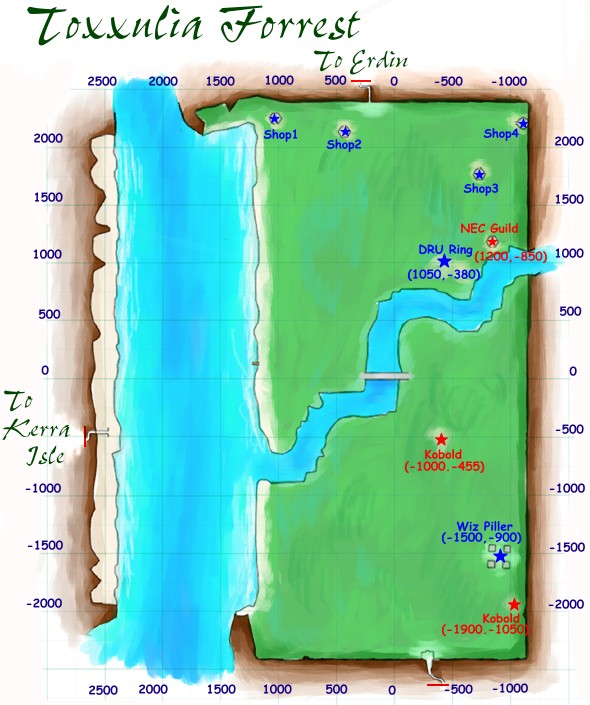 Toxxulia Forrest
To Erdin
2500 2000 1500 1000 500 0 -500 -1000
Shop1
Shop2
Shop4
2000 2000
Shop3
1500 1500
NEC Guild
(1200,-850)
DRU Ring
(1050,-380)
1000 1000
500 500
0 0
To
Kerra
Isle
-500 -500
Kobold
(-1000.-455)
-1000 -1000
Wiz Piller
(-1500,-900)
-1500 -1500
-2000 -2000
Kobold
(-1900.-1050)
2500 2000 1500 1000 500 0 -500 -1000